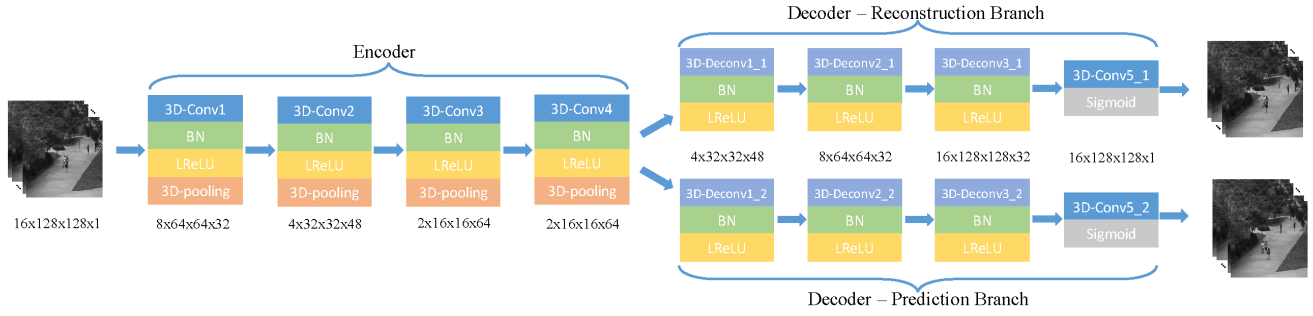 Decoder – Reconstruction Branch
Encoder
3D-Conv1
BN
LReLU
3D-pooling
3D-Conv2
BN
LReLU
3D-pooling
3D-Conv3
BN
LReLU
3D-pooling
3D-Conv4
BN
LReLU
3D-pooling
16x128x128x1
8x64x64x32
4x32x32x48
2x16x16x64
2x16x16x64
3D-Deconv1_1
BN
LReLU
3D-Deconv2_1
BN
LReLU
3D-Deconv3_1
BN
LReLU
3D-Conv5_1
Sigmoid
4x32x32x48
8x64x64x32
16x128x128x32
16x128x128x1
3D-Deconv1_2
BN
LReLU
3D-Deconv2_2
BN
LReLU
3D-Deconv3_2
BN
LReLU
3D-Conv5_2
Sigmoid
Decoder – Prediction Branch